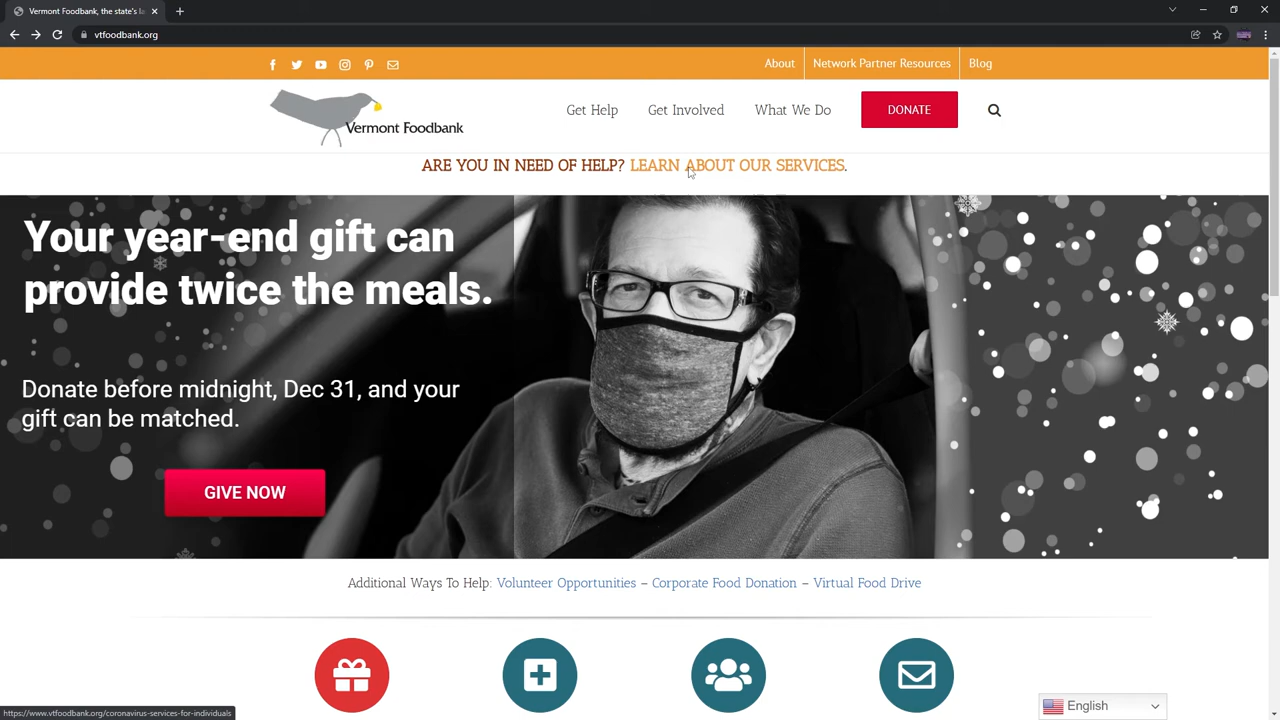 Vermont Foodbank, the state's la
vtfoodbank.org
About
Network Partner Resources
Blog
Vermont Foodbank
Get Help
Get Involved
What We Do
DONATE
ARE YOU IN NEED OF HELP? LEARN ABOUT OUR SERVICES.
Your year-end gift can
provide twice the meals.
Donate before midnight, Dec 31, and your
gift can be matched.
GIVE NOW
Additional Ways To Help: Volunteer Opportunities – Corporate Food Donation – Virtual Food Drive
English
https://www.vtfoodbank.org/coronavirus-services-for-individuals